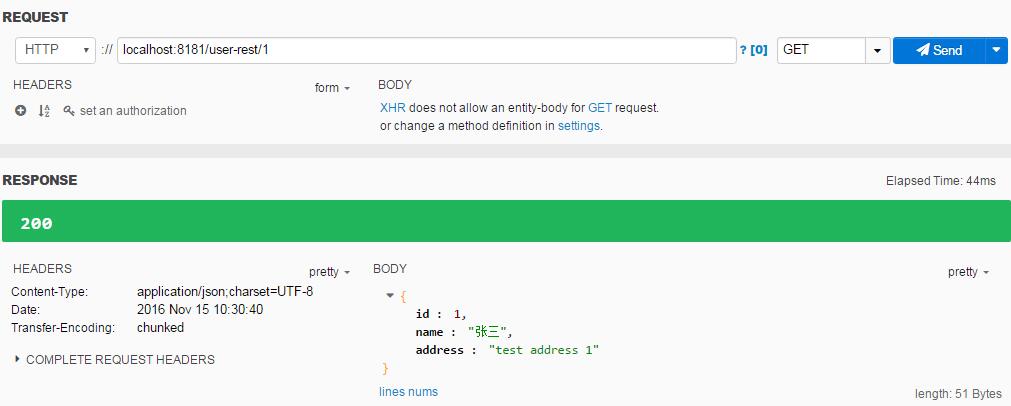 REQUEST
HTTP :// localhost:8181/user-rest/1 ? [0] GET Send
HEADERS form BODY
set an authorization
XHR does not allow an entity-body for GET request.
or change a method definition in settings.
RESPONSE Elapsed Time: 44ms
200
HEADERS pretty BODY pretty
Content-Type: application/json;charset=UTF-8
Date: 2016 Nov 15 10:30:40
Transfer-Encoding: chunked
COMPLETE REQUEST HEADERS
{
id : 1,
name : "张三",
address : "test address 1"
}
lines nums length: 51 Bytes